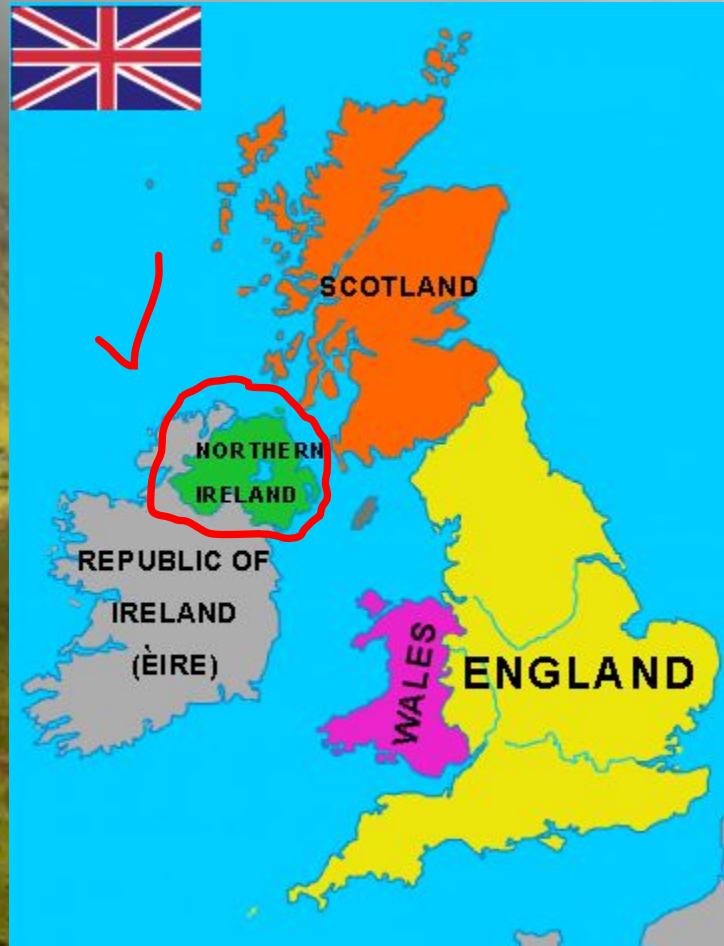 SCOTLAND
NORTHERN
IRELAND
REPUBLIC OF
IRELAND
(ÈIRE)
WALES
ENGLAND